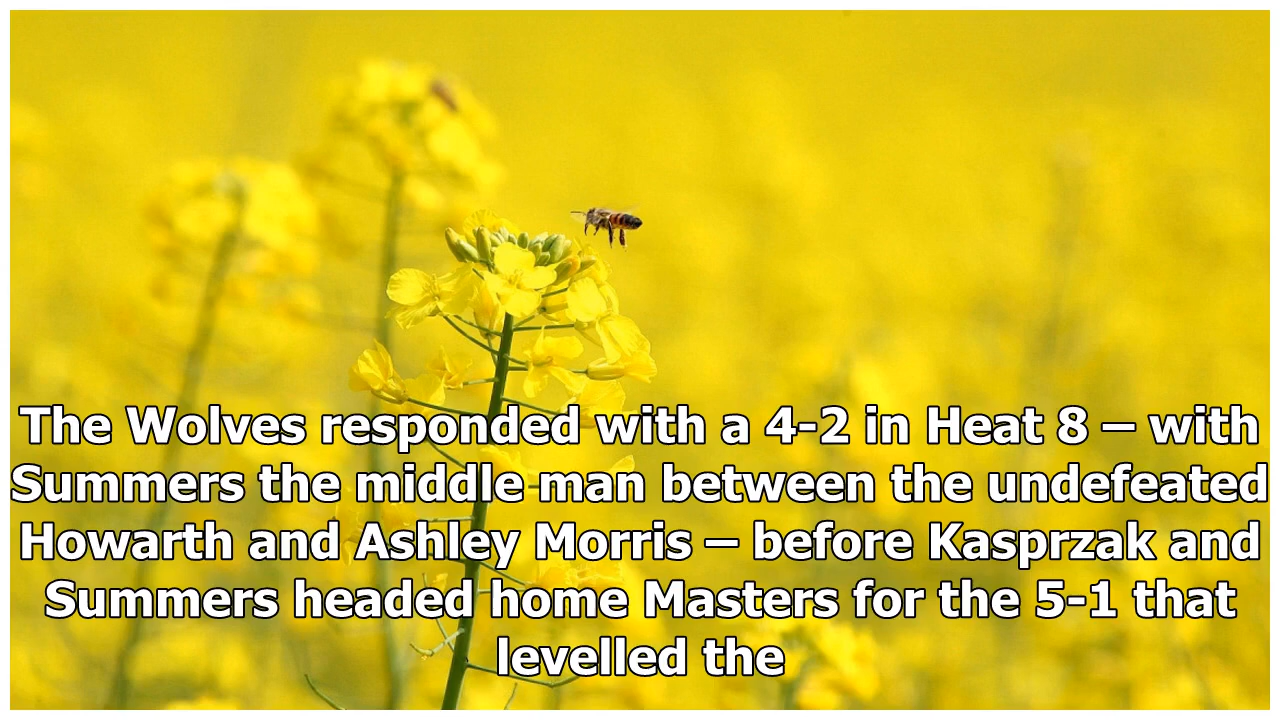 The Wolves responded with a 4-2 in Heat 8 – with
Summers the middle man between the undefeated
Howarth and Ashley Morris – before Kasprzak and
Summers headed home Masters for the 5-1 that
levelled the